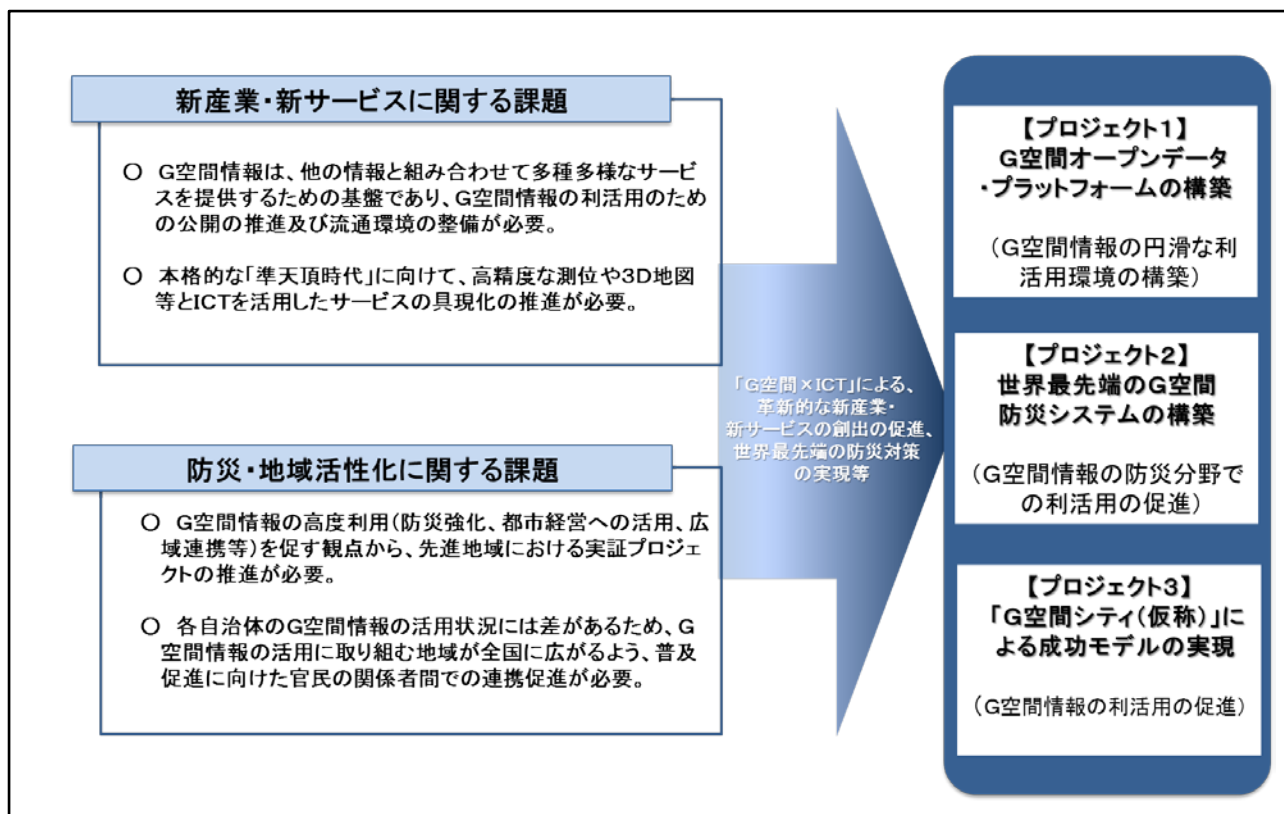 新産業・新サービスに関する課題
○ G空間情報は、他の情報と組み合わせて多種多様なサービ
スを提供するための基盤であり、G空間情報の利活用のため
の公開の推進及び流通環境の整備が必要。
○ 本格的な「準天頂時代」に向けて、高精度な測位や3D地図
等とICTを活用したサービスの具現化の推進が必要。
防災・地域活性化に関する課題
○ G空間情報の高度利用(防災強化、都市経営への活用、広
域連携等)を促す観点から、先進地域における実証プロジェ
クトの推進が必要。
○ 各自治体のG空間情報の活用状況には差があるため、G
空間情報の活用に取り組む地域が全国に広がるよう、普及
促進に向けた官民の関係者間での連携促進が必要。
「G空間×ICT」による、
革新的な新産業・
新サービスの創出の促進、
世界最先端の防災対策
の実現等
【プロジェクト1】
G空間オープンデータ
・プラットフォームの構築
(G空間情報の円滑な利
活用環境の構築)
【プロジェクト2】
世界最先端のG空間
防災システムの構築
(G空間情報の防災分野で
の利活用の促進)
【プロジェクト3】
「G空間シティ(仮称)」に
よる成功モデルの実現
(G空間情報の利活用の促進)